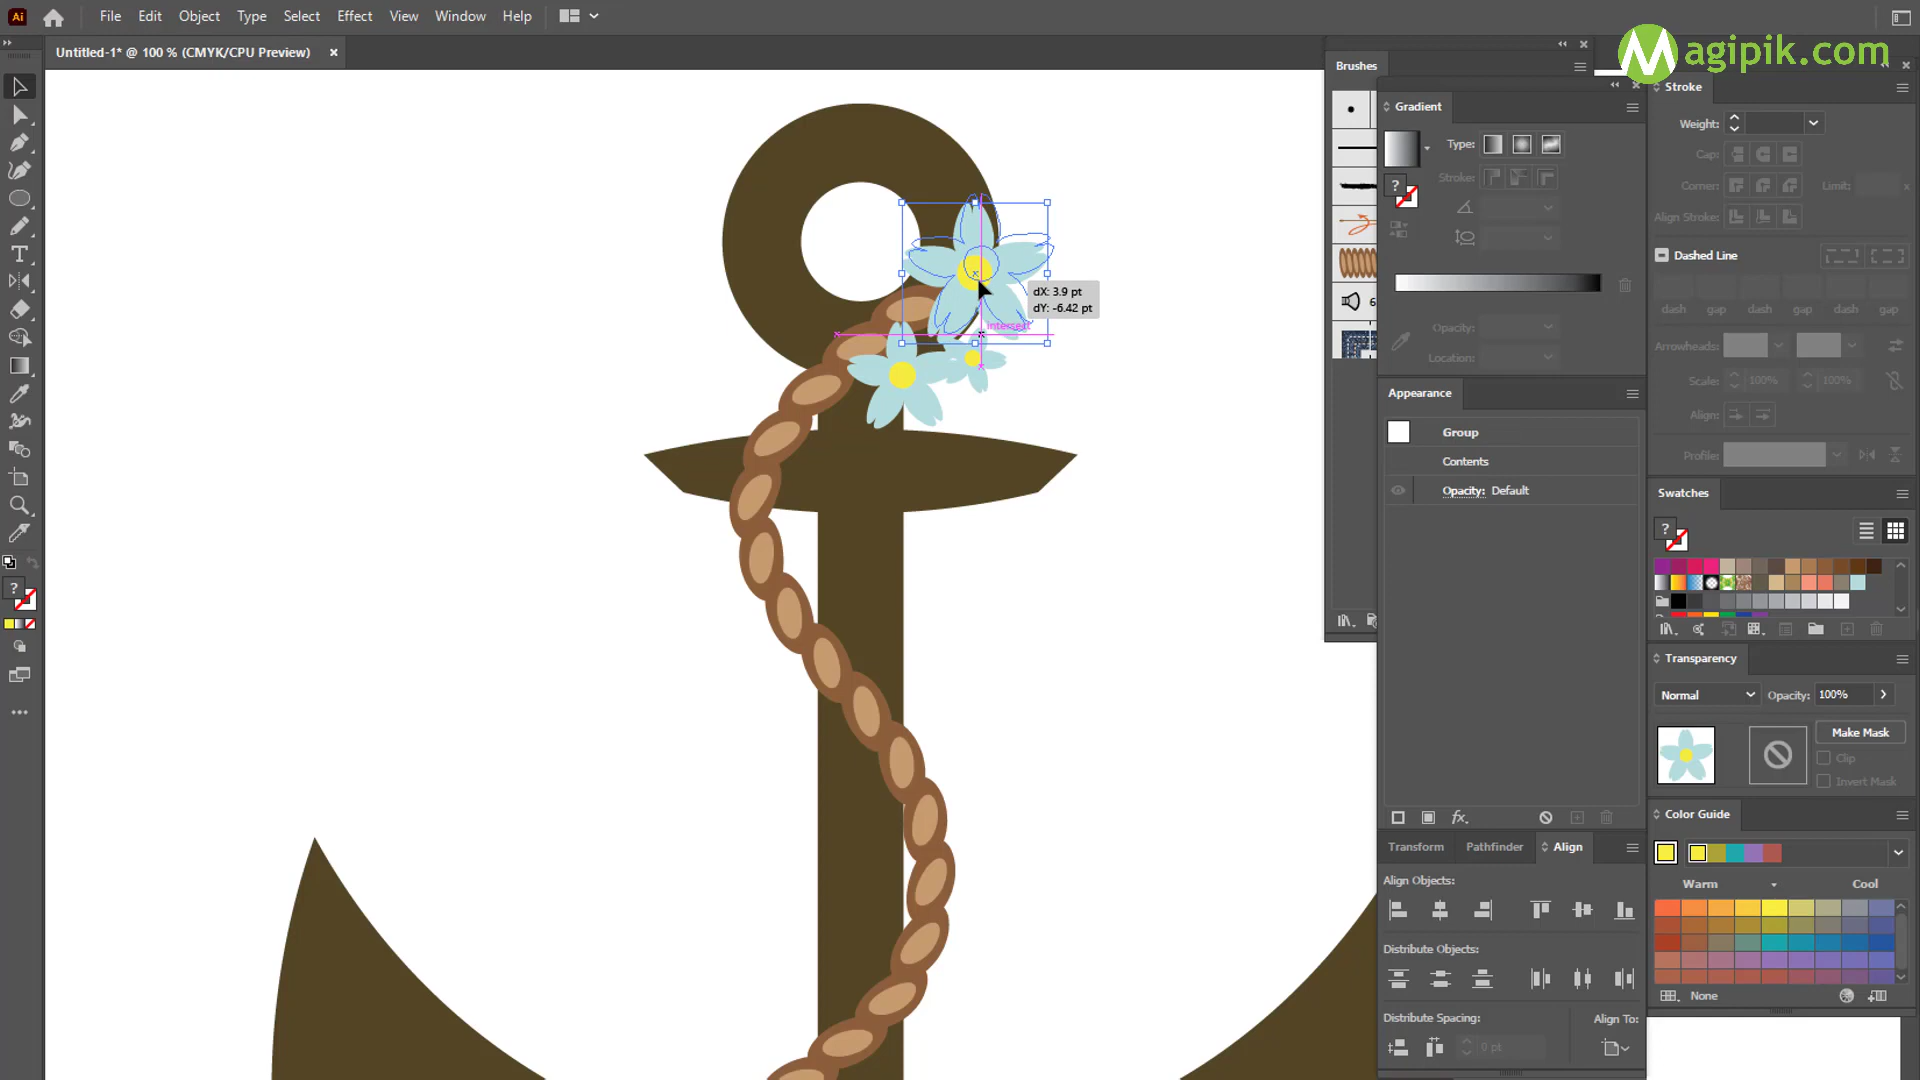 Ai
File Edit Object Type Select Effect View Window Help
Magipik.com
Untitled-1* @ 100 % (CMYK/CPU Preview)
Brushes
Gradient
Type:
Stroke:
6
Opacity:
Location:
Stroke
Weight:
Cap:
Corner:
Limit:
x
Align Stroke:
Dashed Line
dash gap dash gap dash gap
Arrowheads:
Scale: 100% 100%
Align:
Profile:
dX: 3.9 pt
dY: -6.42 pt
intersect
Appearance
Group
Contents
Opacity: Default
fx
Swatches
Transparency
Normal
Opacity: 100%
Make Mask
Clip
Invert Mask
Color Guide
Warm
Cool
None
Transform Pathfinder Align
Align Objects:
Distribute Objects:
Distribute Spacing:
Align To:
0 pt